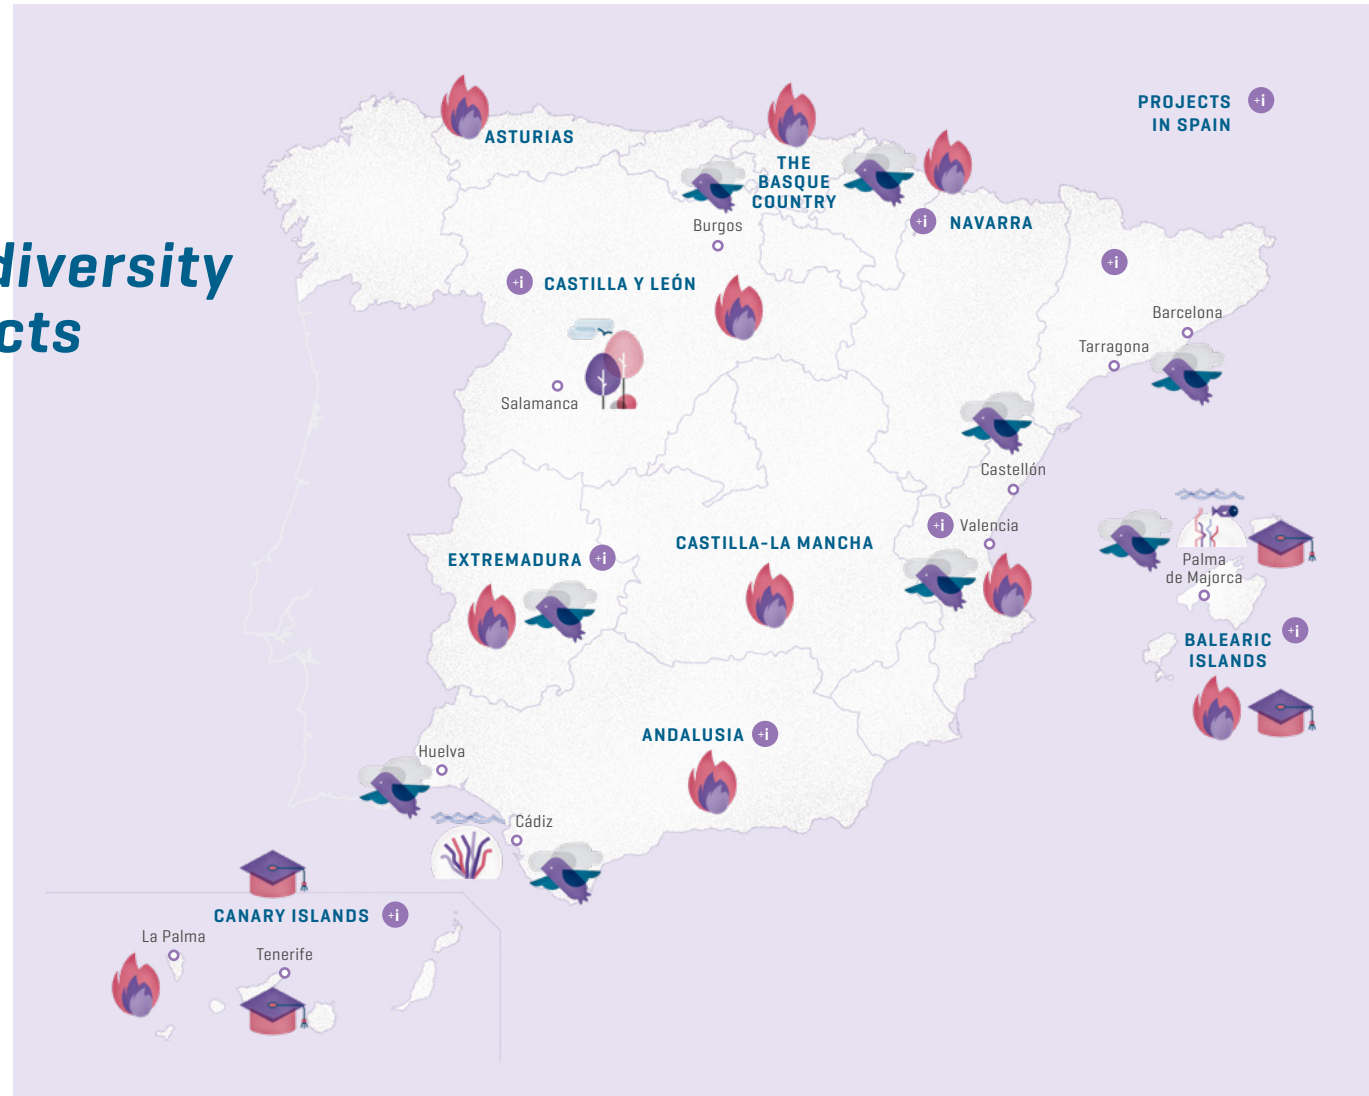 PROJECTS
IN SPAIN
+i
ASTURIAS
THE
BASQUE
COUNTRY
Burgos
+i
NAVARRA
diversity
cts
+i
CASTILLA Y LEÓN
+i
Barcelona
Tarragona
Salamanca
Castellón
+i
Valencia
CASTILLA-LA MANCHA
EXTREMADURA
+i
Palma
de Majorca
BALEARIC
ISLANDS
+i
ANDALUSIA
+i
Huelva
Cádiz
CANARY ISLANDS
+i
La Palma
Tenerife